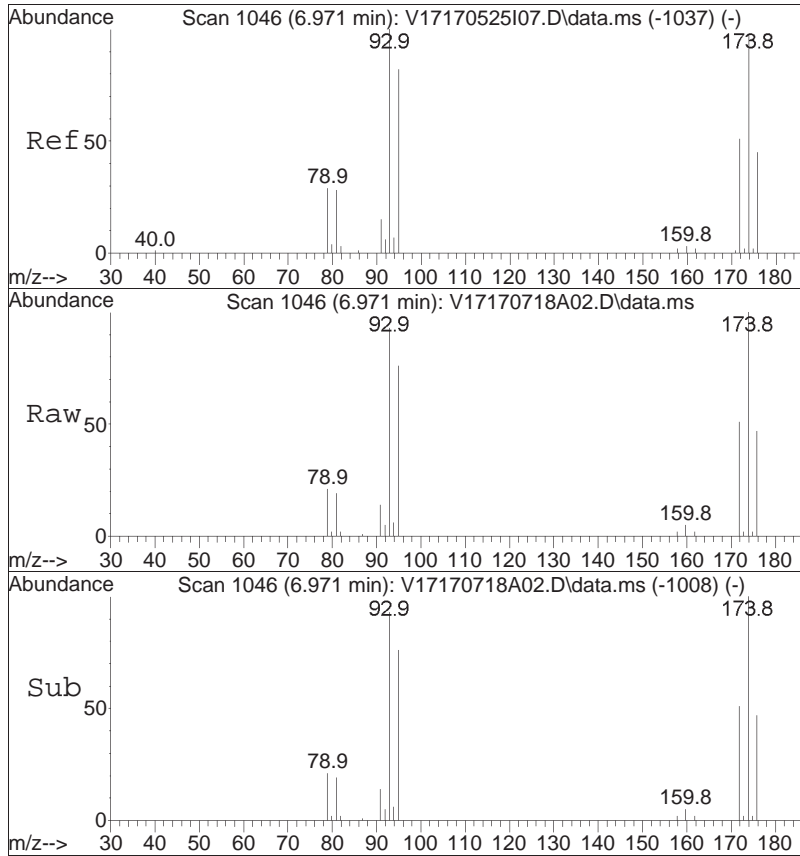 Abundance Scan 1046 (6.971 min): V17170525I07.D\data.ms (-1037) (-)
92.9 173.8
Ref 50
78.9
40.0 159.8
0
m/z--> 30 40 50 60 70 80 90 100 110 120 130 140 150 160 170 180
Abundance Scan 1046 (6.971 min): V17170718A02.D\data.ms
92.9 173.8
Raw 50
78.9
159.8
0
m/z--> 30 40 50 60 70 80 90 100 110 120 130 140 150 160 170 180
Abundance Scan 1046 (6.971 min): V17170718A02.D\data.ms (-1008) (-)
92.9 173.8
Sub 50
78.9
159.8
0
m/z--> 30 40 50 60 70 80 90 100 110 120 130 140 150 160 170 180